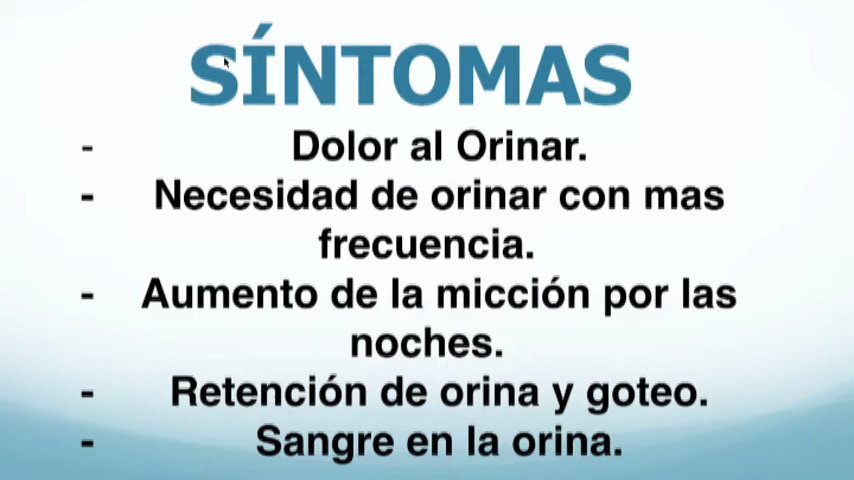 SÍNTOMAS
- Dolor al Orinar.
- Necesidad de orinar con mas
frecuencia.
- Aumento de la micción por las
noches.
- Retención de orina y goteo.
- Sangre en la orina.